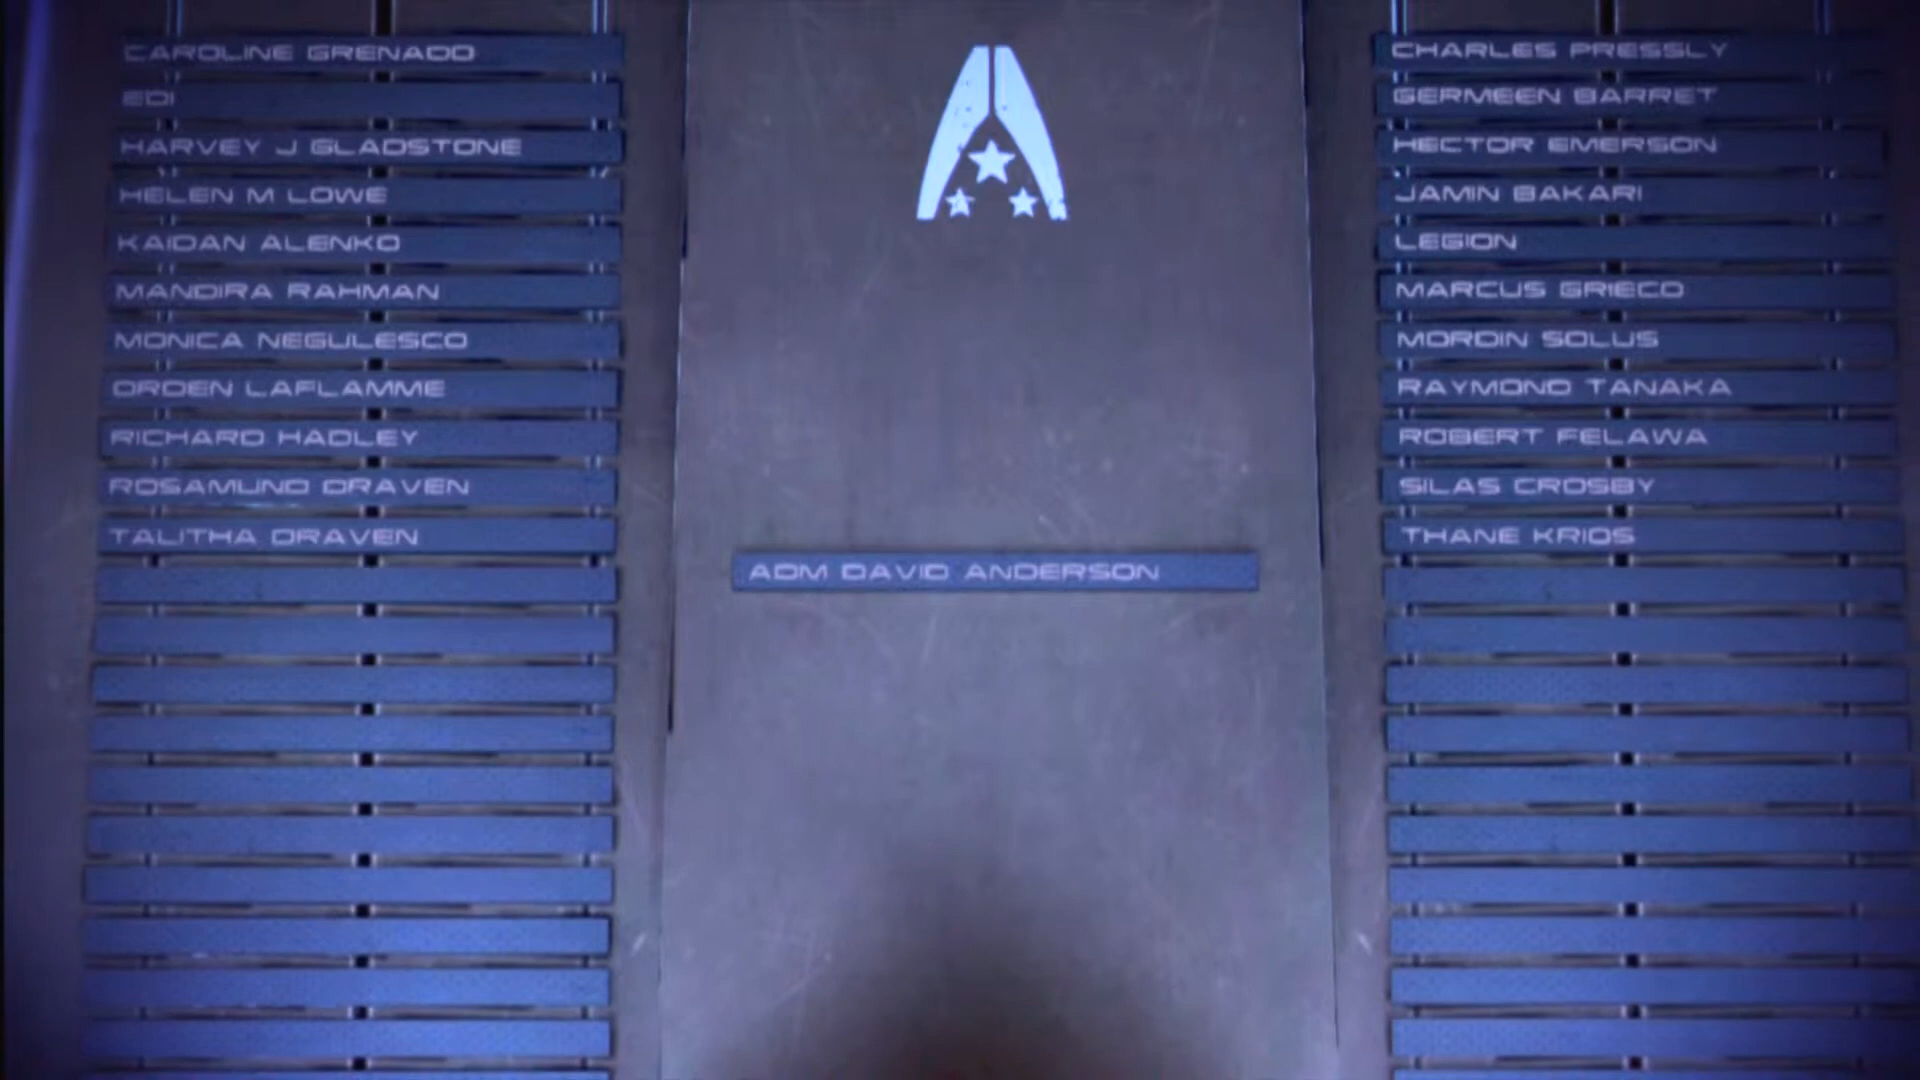 CAROLINE GRENADO
EDI
HARVEY J GLADSTONE
HELEN M LOWE
KAIDAN ALENKO
MANDIRA RAHMAN
MONICA NEGULESCO
ORDEN LAFLAMME
RICHARD HADLEY
ROSAMUND DRAVEN
TALITHA DRAVEN
ADM DAVID ANDERSON
CHARLES PRESSLY
GERMEEN BARRET
HECTOR EMERSON
JAMIN BAKARI
LEGION
MARCUS GRIECO
MORDIN SOLUS
RAYMOND TANAKA
ROBERT FELAWA
SILAS CROSBY
THANE KRIOS